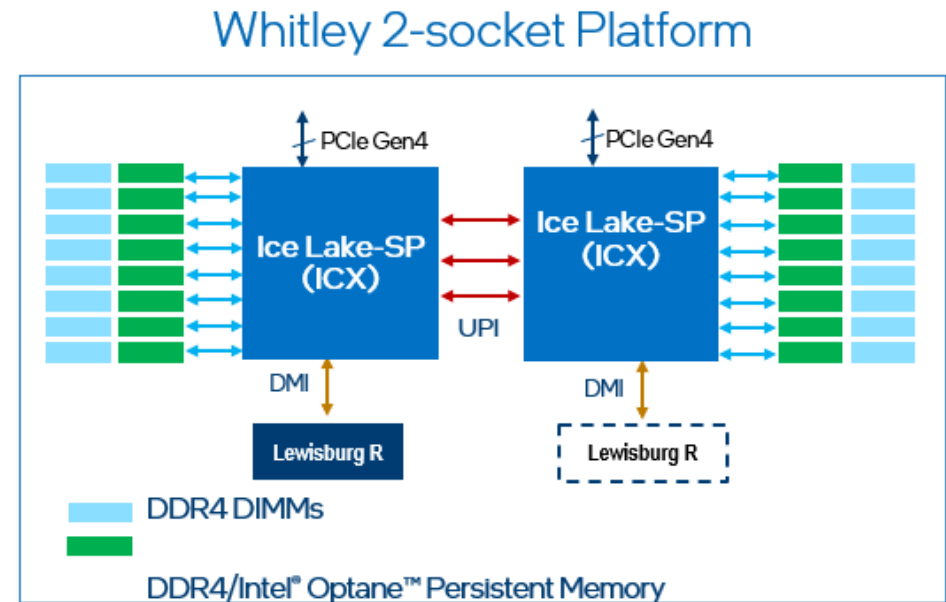 Whitley 2-socket Platform
PCIe Gen4
PCIe Gen4
Ice Lake-SP
(ICX)
Ice Lake-SP
(ICX)
UPI
DMI
DMI
Lewisburg R
Lewisburg R
DDR4 DIMMs
DDR4/Intel® Optane™ Persistent Memory